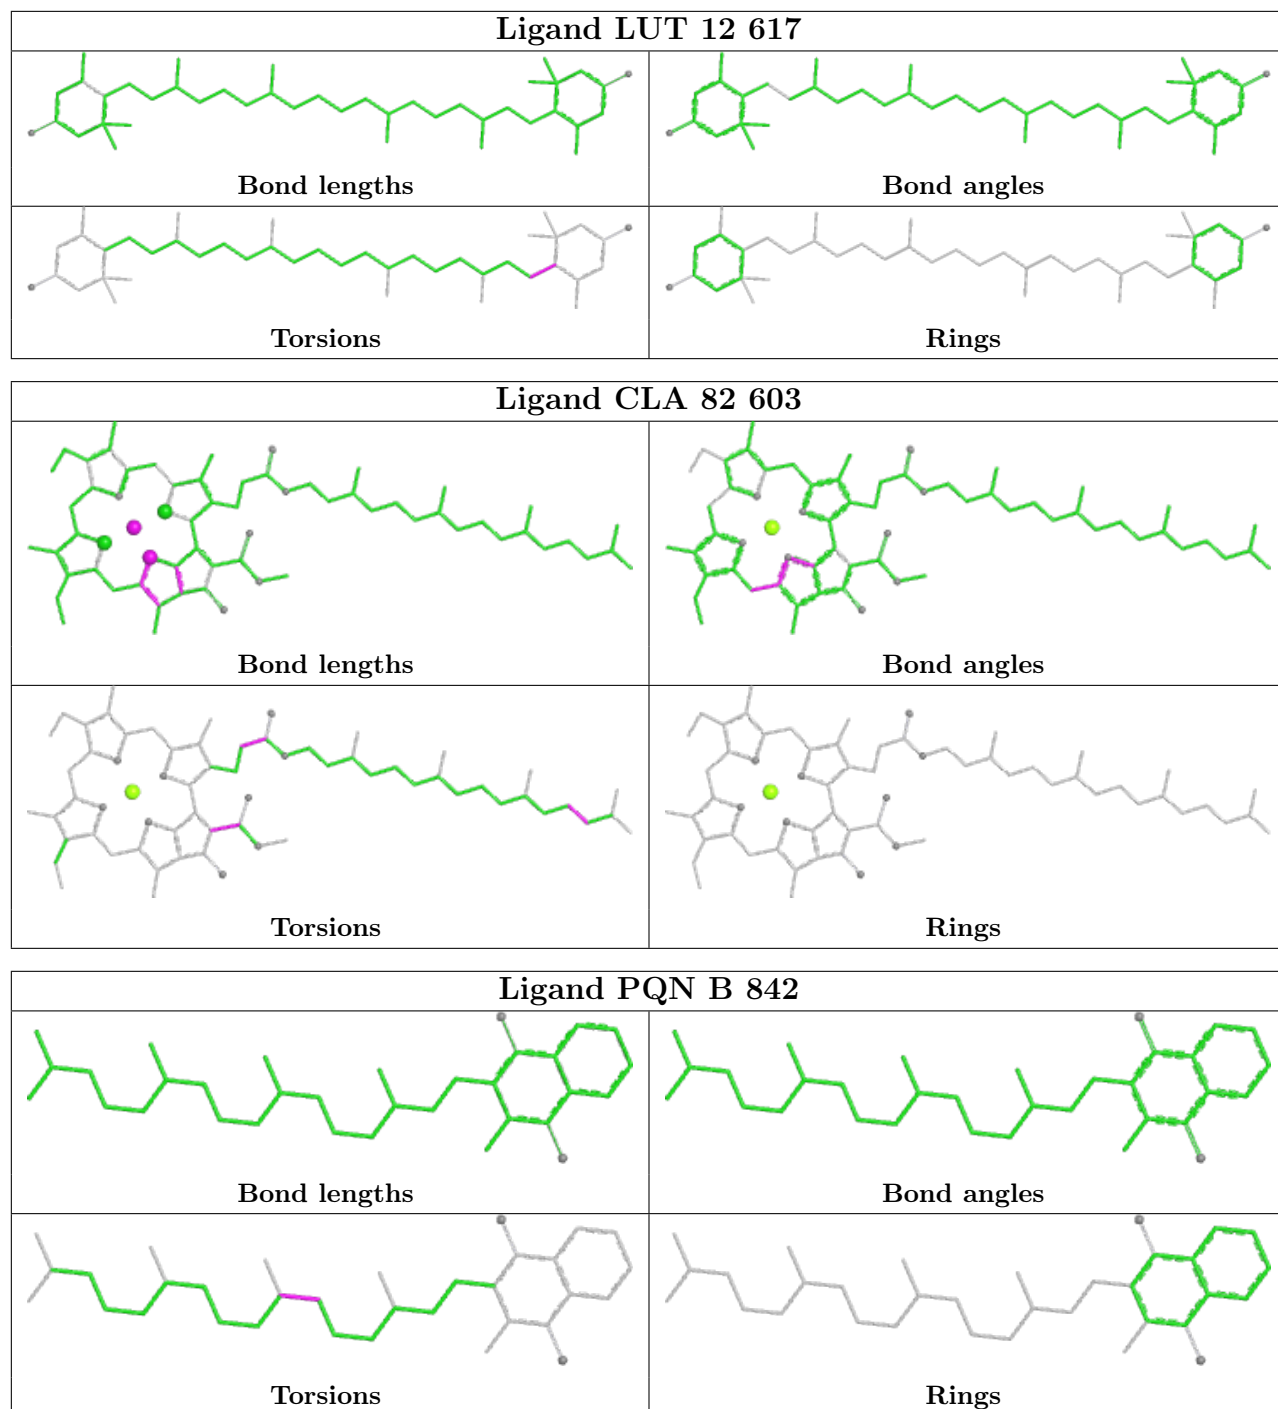 Ligand LUT 12 617
Bond lengths
Bond angles
Torsions
Rings
Ligand CLA 82 603
Bond lengths
Bond angles
Torsions
Rings
Ligand PQN B 842
Bond lengths
Bond angles
Torsions
Rings